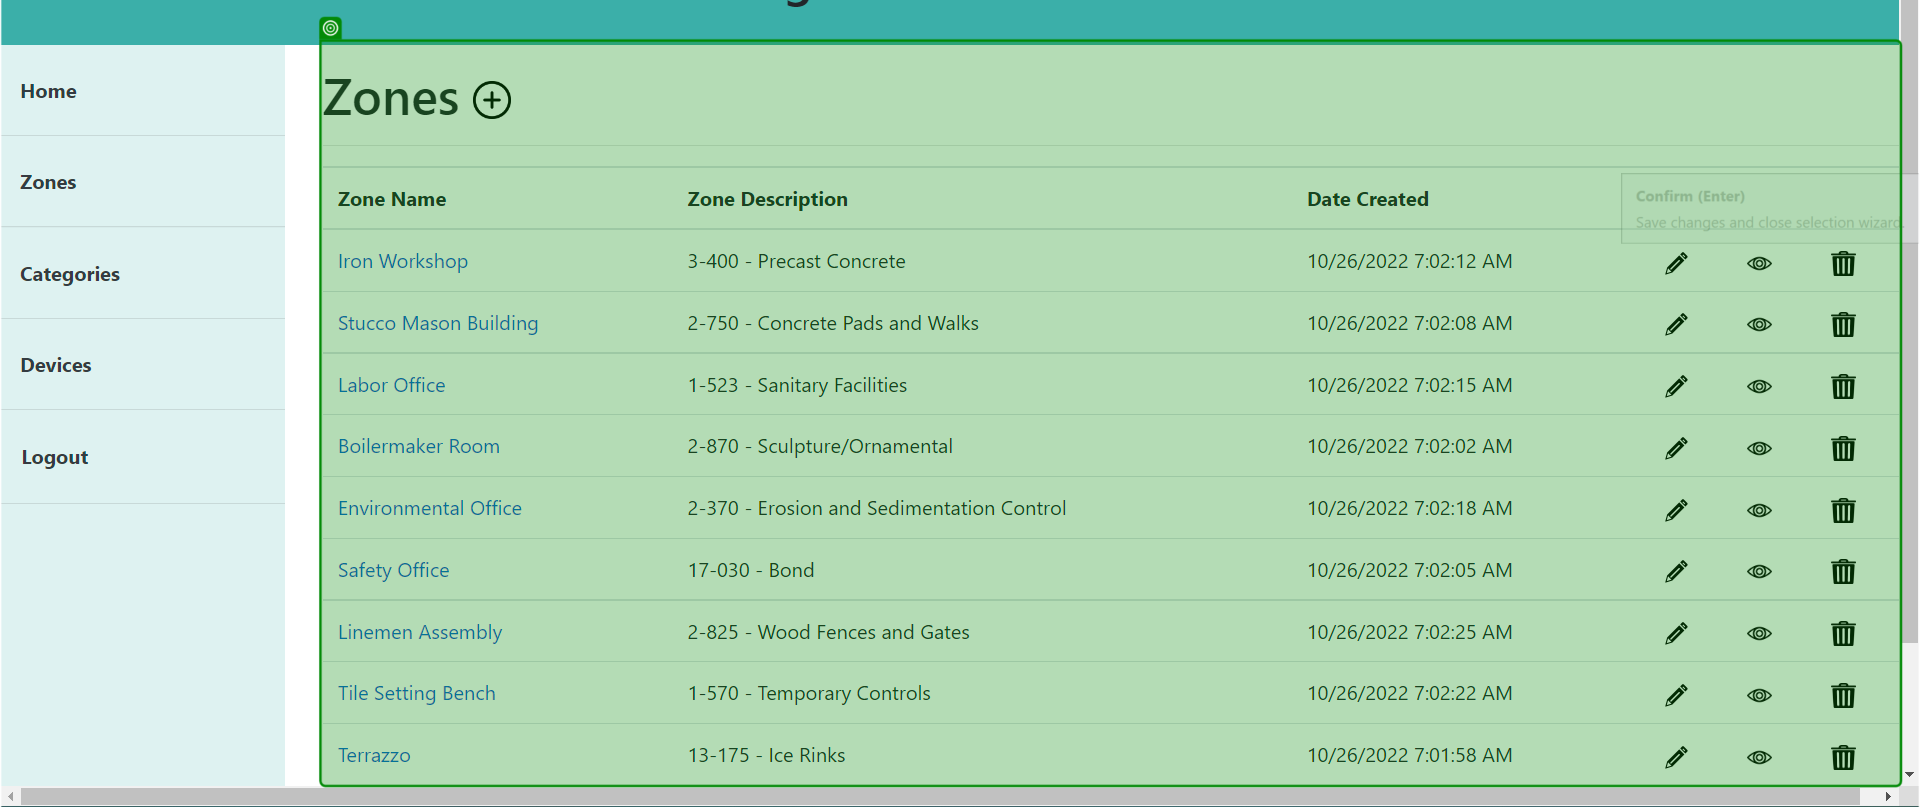 Home
Zones
Categories
Devices
Logout
Zones
Zone Name Zone Description Date Created
Confirm (Enter)
Save changes and close selection wizard.
Iron Workshop 3-400 - Precast Concrete 10/26/2022 7:02:12 AM
Stucco Mason Building 2-750 - Concrete Pads and Walks 10/26/2022 7:02:08 AM
Labor Office 1-523 - Sanitary Facilities 10/26/2022 7:02:15 AM
Boilermaker Room 2-870 - Sculpture/Ornamental 10/26/2022 7:02:02 AM
Environmental Office 2-370 - Erosion and Sedimentation Control 10/26/2022 7:02:18 AM
Safety Office 17-030 - Bond 10/26/2022 7:02:05 AM
Linemen Assembly 2-825 - Wood Fences and Gates 10/26/2022 7:02:25 AM
Tile Setting Bench 1-570 - Temporary Controls 10/26/2022 7:02:22 AM
Terrazzo 13-175 - Ice Rinks 10/26/2022 7:01:58 AM